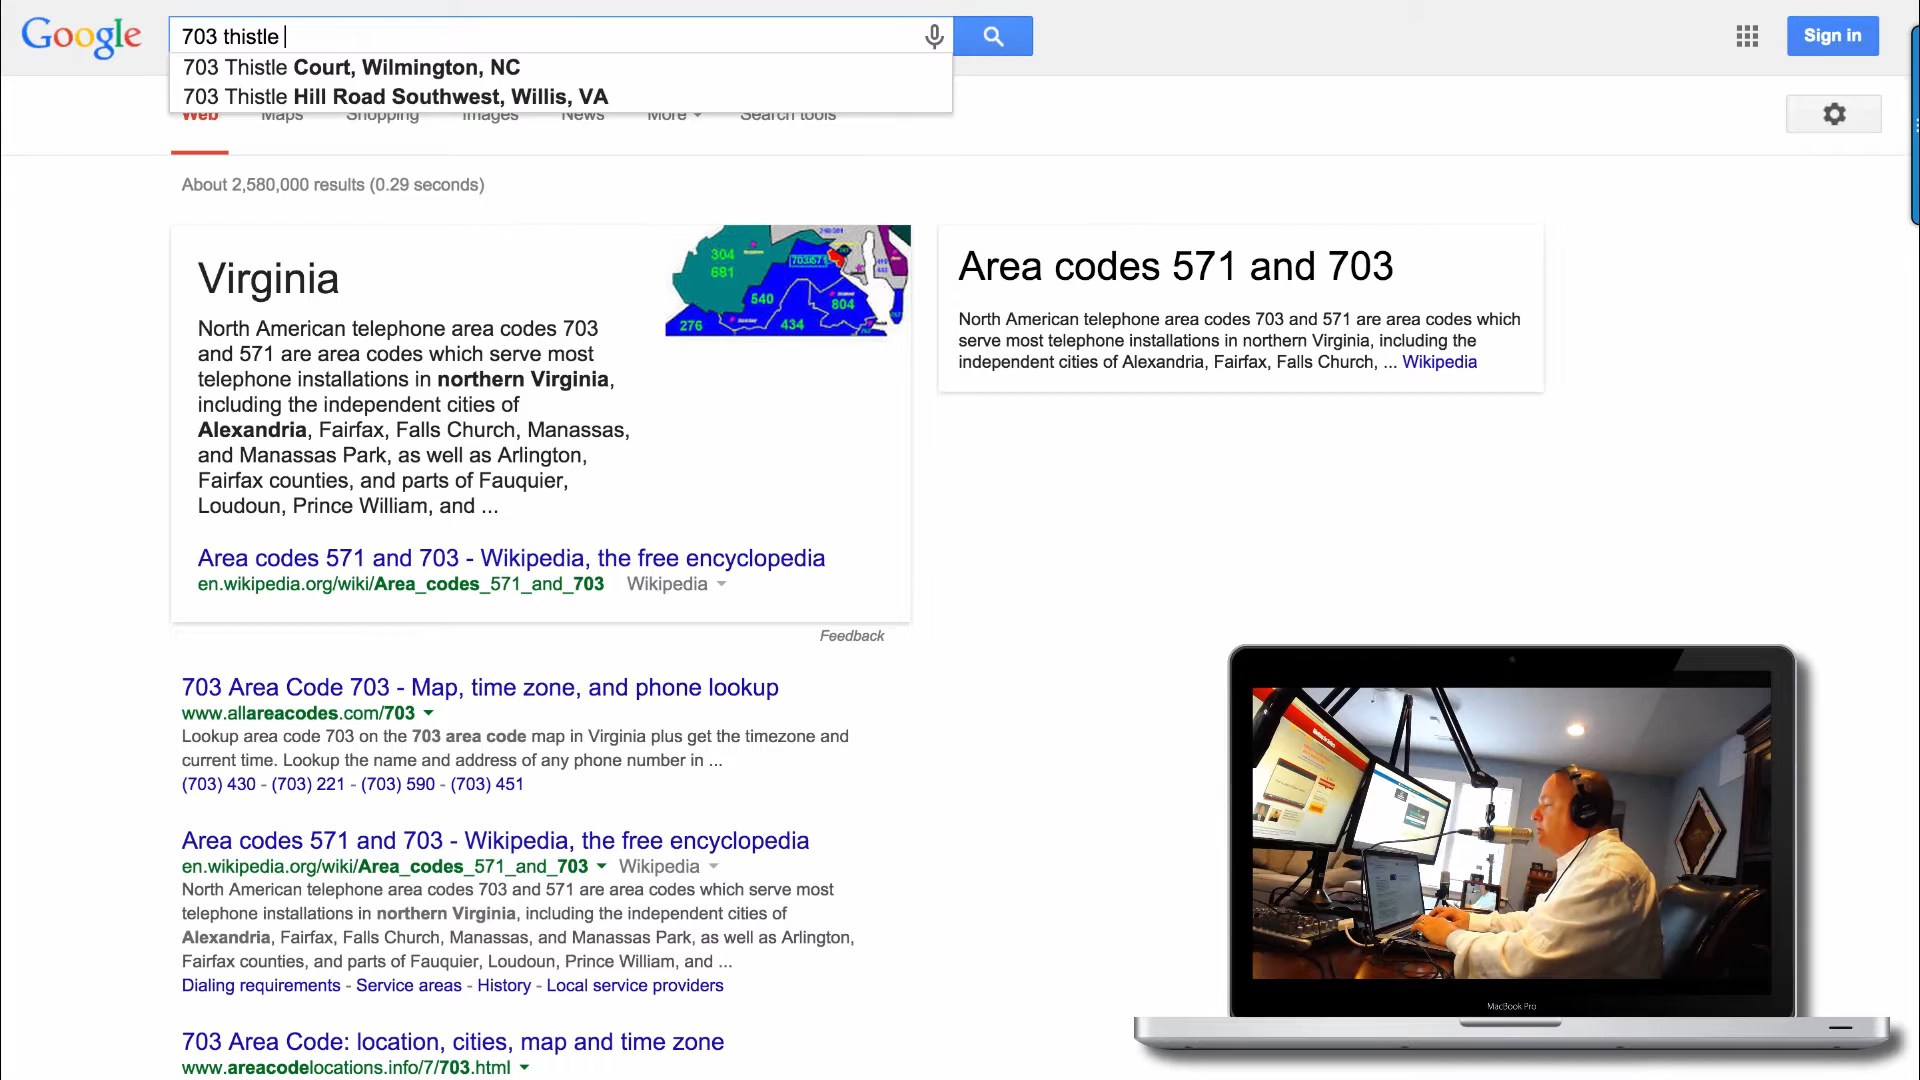 Google
703 thistle
Sign in
703 Thistle Court, Wilmington, NC
703 Thistle Hill Road Southwest, Willis, VA
Web Maps Shopping Images News More Search tools
About 2,580,000 results (0.29 seconds)
Virginia
North American telephone area codes 703
and 571 are area codes which serve most
telephone installations in northern Virginia,
including the independent cities of
Alexandria, Fairfax, Falls Church, Manassas,
and Manassas Park, as well as Arlington,
Fairfax counties, and parts of Fauquier,
Loudoun, Prince William, and ...
304
681
703/571
540
804
276
434
Area codes 571 and 703 - Wikipedia, the free encyclopedia
en.wikipedia.org/wiki/Area_codes_571_and_703 Wikipedia
Feedback
Area codes 571 and 703
North American telephone area codes 703 and 571 are area codes which
serve most telephone installations in northern Virginia, including the
independent cities of Alexandria, Fairfax, Falls Church, ... Wikipedia
703 Area Code 703 - Map, time zone, and phone lookup
www.allareacodes.com/703
Lookup area code 703 on the 703 area code map in Virginia plus get the timezone and
current time. Lookup the name and address of any phone number in ...
(703) 430 - (703) 221 - (703) 590 - (703) 451
Area codes 571 and 703 - Wikipedia, the free encyclopedia
en.wikipedia.org/wiki/Area_codes_571_and_703 Wikipedia
North American telephone area codes 703 and 571 are area codes which serve most
telephone installations in northern Virginia, including the independent cities of
Alexandria, Fairfax, Falls Church, Manassas, and Manassas Park, as well as Arlington,
Fairfax counties, and parts of Fauquier, Loudoun, Prince William, and ...
Dialing requirements - Service areas - History - Local service providers
703 Area Code: location, cities, map and time zone
www.areacodelocations.info/7/703.html
MacBook Pro